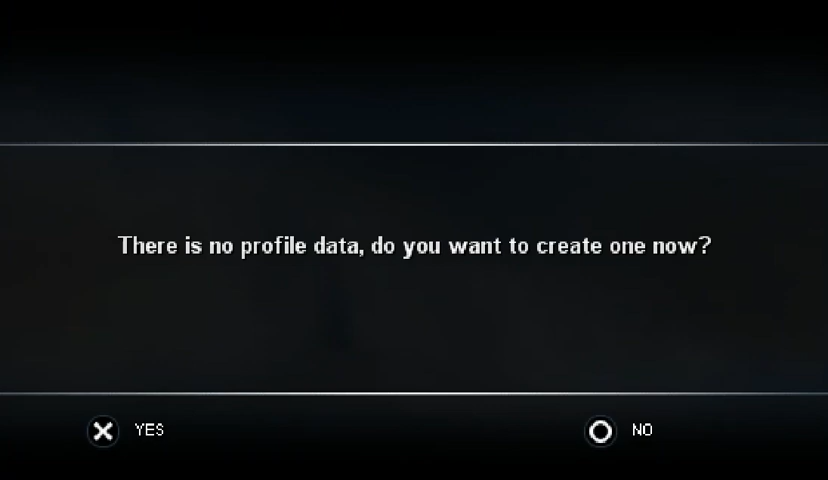 There is no profile data, do you want to create one now?
YES
NO